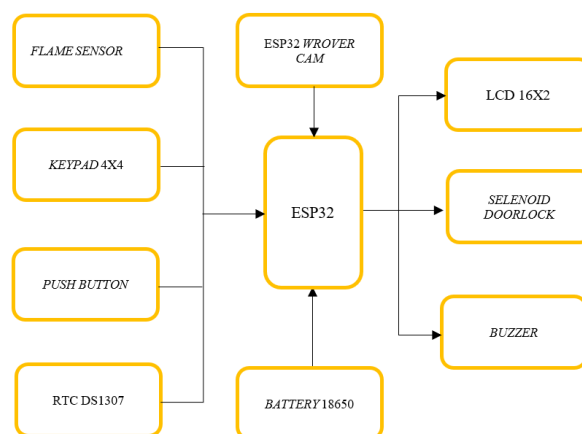 FLAME SENSOR
ESP32 WROVER
CAM
LCD 16X2
KEYPAD 4X4
ESP32
SELENOID
DOORLOCK
PUSH BUTTON
BUZZER
RTC DS1307
BATTERY 18650